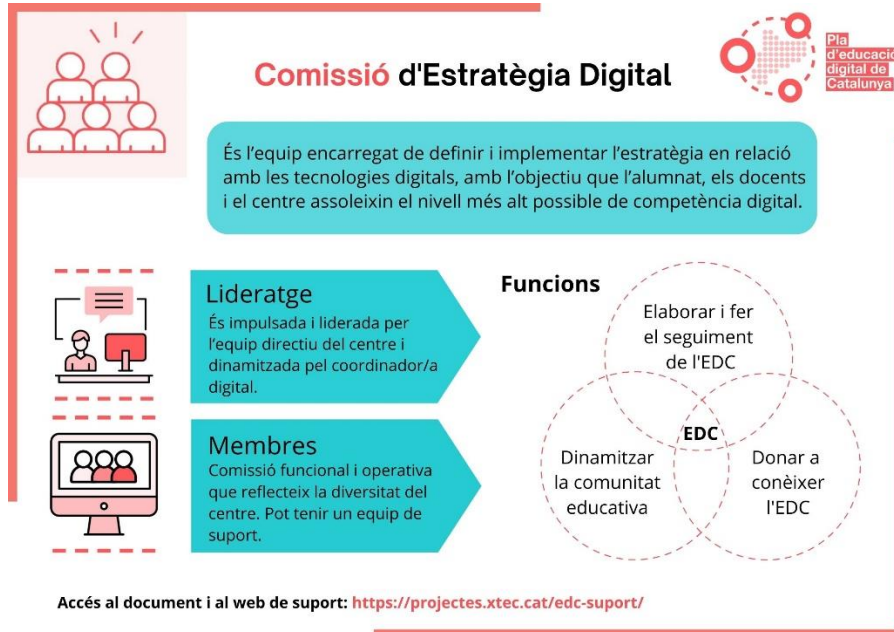 Comissió d'Estratègia Digital
Pla
d'educació
digital de
Catalunya
És l'equip encarregat de definir i implementar l'estratègia en relació
amb les tecnologies digitals, amb l'objectiu que l'alumnat, els docents
i el centre assoleixin el nivell més alt possible de competència digital.
Lideratge
És impulsada i liderada per
l'equip directiu del centre i
dinamitzada pel coordinador/a
digital.
Membres
Comissió funcional i operativa
que reflecteix la diversitat del
centre. Pot tenir un equip de
suport.
Funcions
Elaborar i fer
el seguiment
de l'EDC
EDC
Dinamitzar
la comunitat
educativa
Donar a
conèixer
l'EDC
Accés al document i al web de suport: https://projectes.xtec.cat/edc-suport/